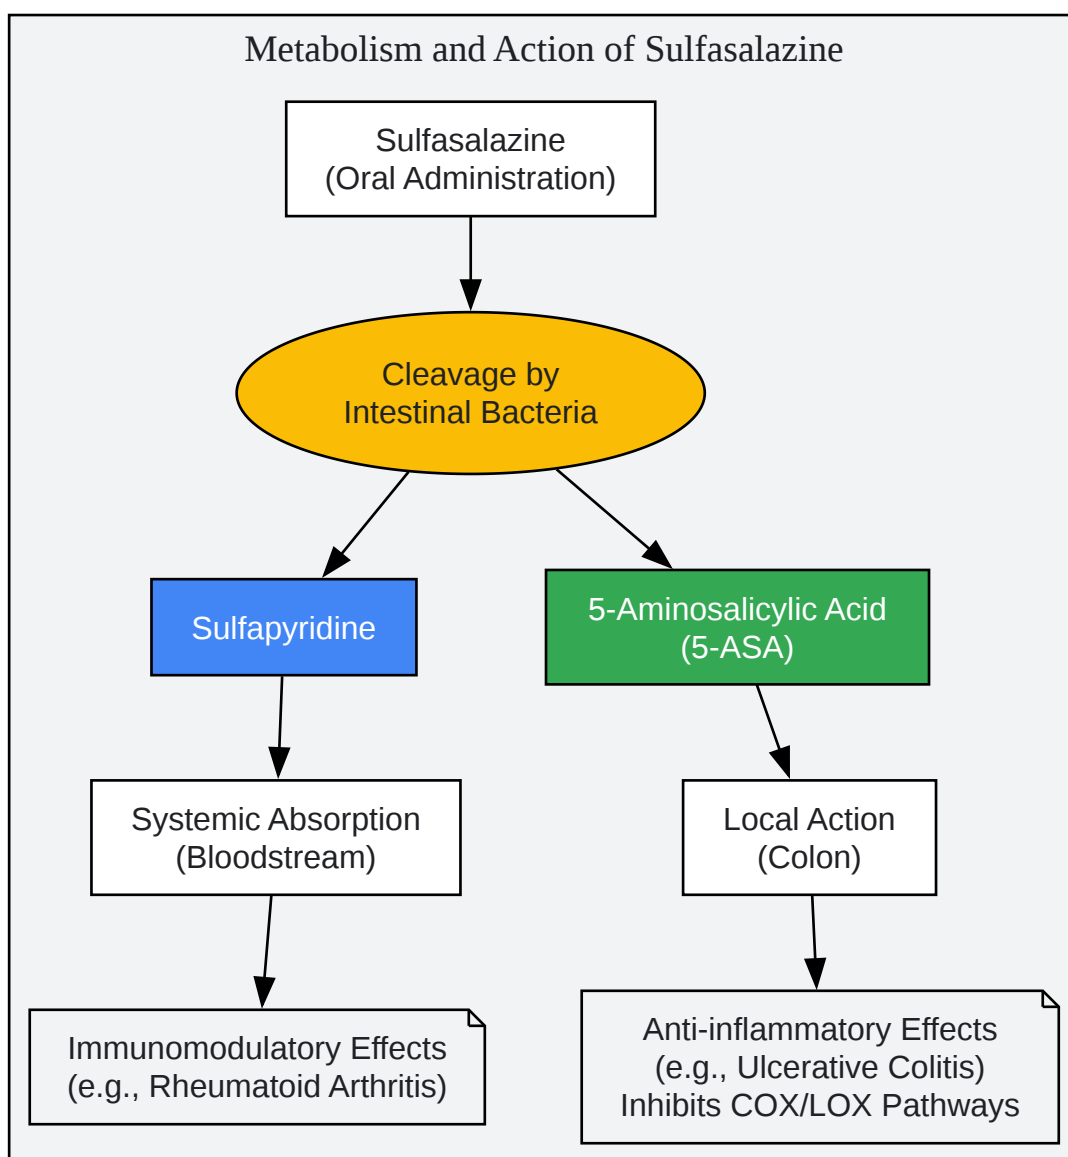 Metabolism and Action of Sulfasalazine
Sulfasalazine
(Oral Administration)
Cleavage by
Intestinal Bacteria
Sulfapyridine
5-Aminosalicylic Acid
(5-ASA)
Systemic Absorption
(Bloodstream)
Local Action
(Colon)
Immunomodulatory Effects
(e.g., Rheumatoid Arthritis)
Anti-inflammatory Effects
(e.g., Ulcerative Colitis)
Inhibits COX/LOX Pathways